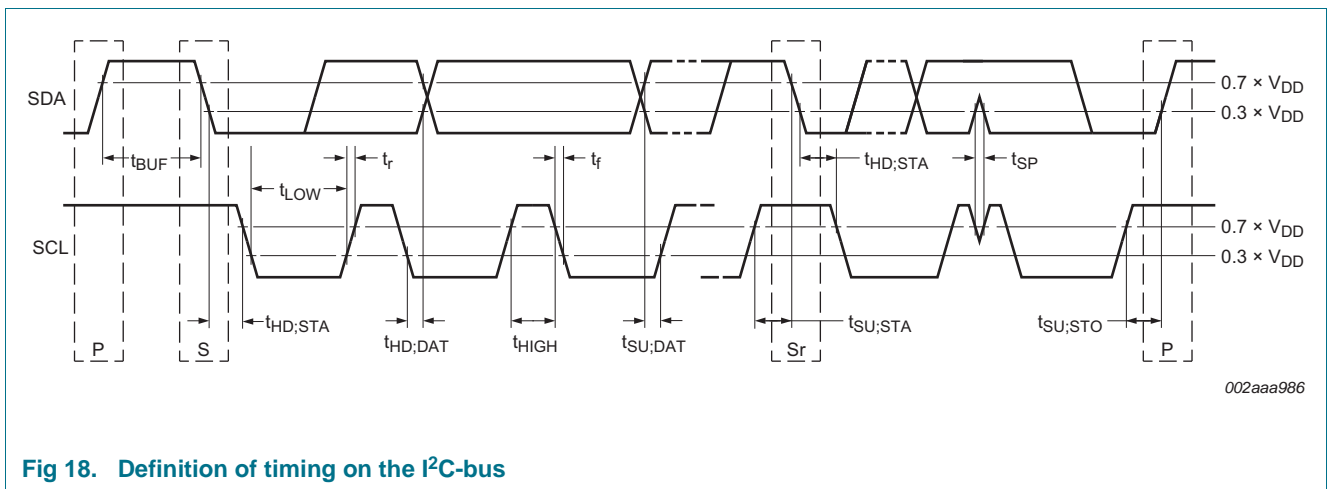 SDA
0.7 × VDD
0.3 × VDD
tBUF
tLOW
tr
tf
tHD;STA
tSP
SCL
0.7 × VDD
0.3 × VDD
tHD;STA
tHD;DAT
tHIGH
tSU;DAT
tSU;STA
tSU;STO
P
S
Sr
P
002aaa986
Fig 18. Definition of timing on the I²C-bus